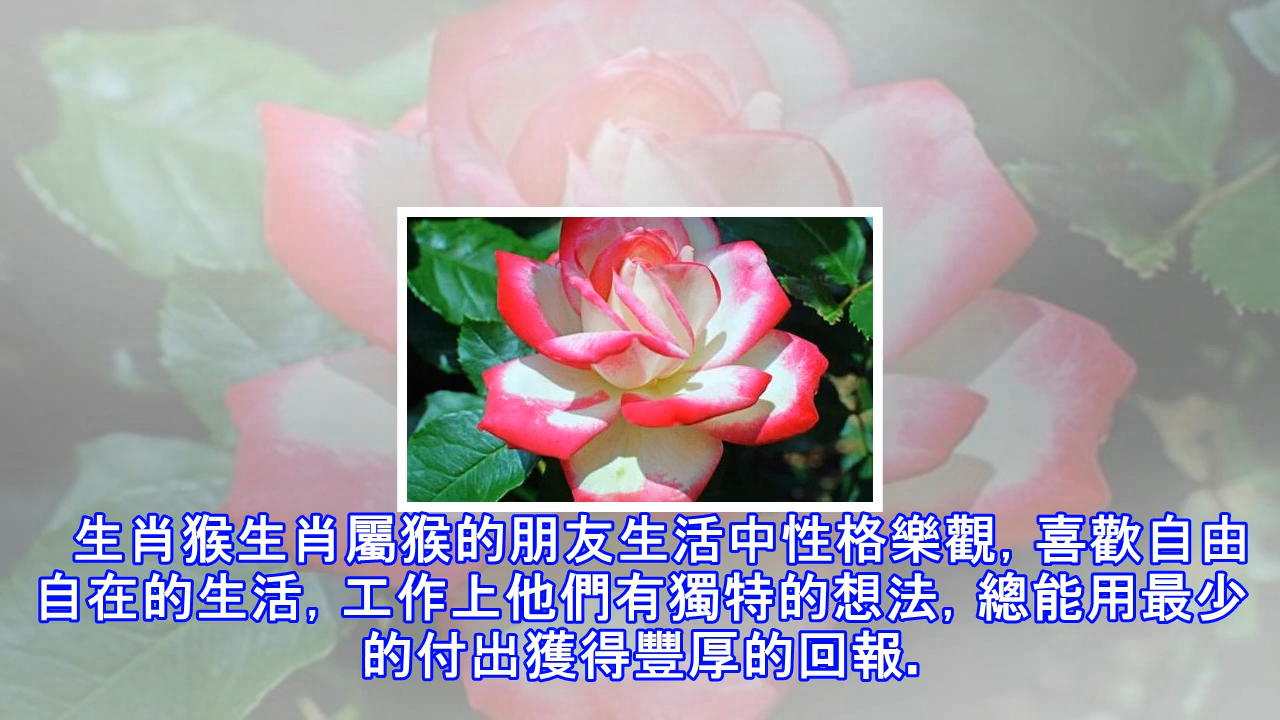 生肖猴生肖屬猴的朋友生活中性格樂觀, 喜歡自由
自在的生活, 工作上他們有獨特的想法, 總能用最少
的付出獲得豐厚的回報.